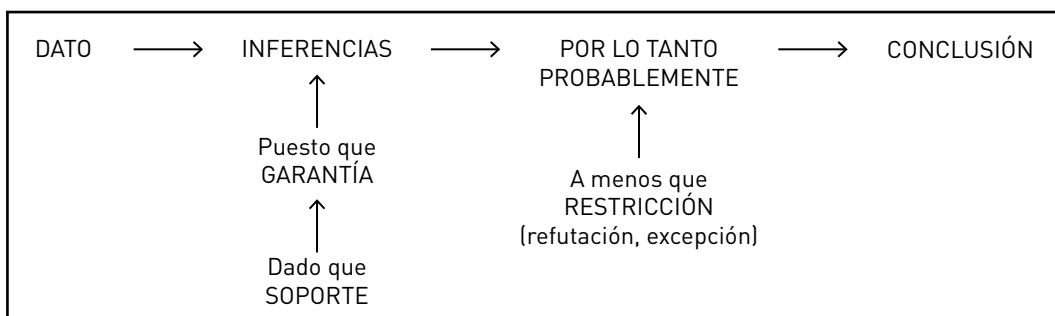 DATO
INFERENCIAS
POR LO TANTO
PROBABLEMENTE
CONCLUSIÓN
Puesto que
GARANTÍA
A menos que
RESTRICCIÓN
(refutación, excepción)
Dado que
SOPORTE